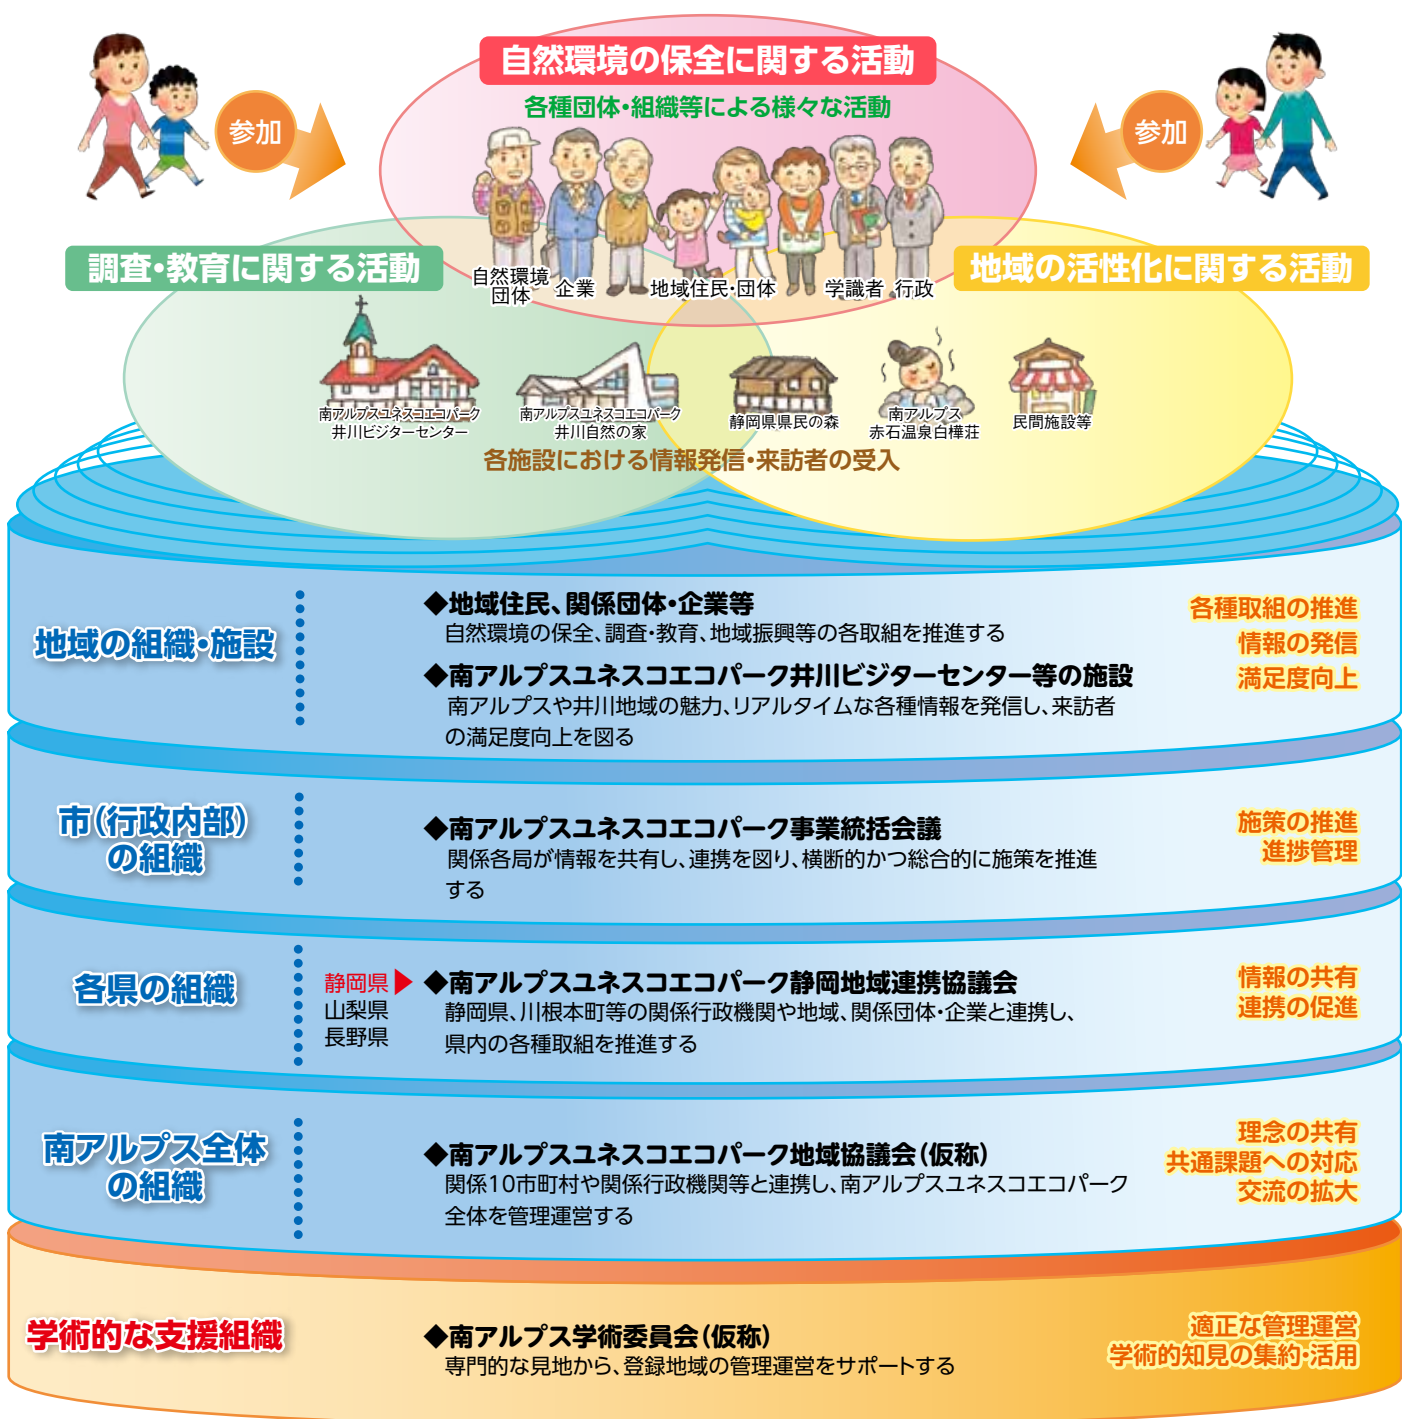 自然環境の保全に関する活動
各種団体・組織等による様々な活動
参加
参加
調査・教育に関する活動
地域の活性化に関する活動
自然環境
団体
企業
地域住民・団体
学識者
行政
南アルプスユネスコエコパーク
井川ビジターセンター
南アルプスユネスコエコパーク
井川自然の家
静岡県県民の森
南アルプス
赤石温泉白樺荘
民間施設等
各施設における情報発信・来訪者の受入
地域の組織・施設
◆地域住民、関係団体・企業等
自然環境の保全、調査・教育、地域振興等の各取組を推進する
◆南アルプスユネスコエコパーク井川ビジターセンター等の施設
南アルプスや井川地域の魅力、リアルタイムな各種情報を発信し、来訪者
の満足度向上を図る
各種取組の推進
情報の発信
満足度向上
市（行政内部）
の組織
◆南アルプスユネスコエコパーク事業統括会議
関係各局が情報を共有し、連携を図り、横断的かつ総合的に施策を推進
する
施策の推進
進捗管理
各県の組織
静岡県
山梨県
長野県
◆南アルプスユネスコエコパーク静岡地域連携協議会
静岡県、川根本町等の関係行政機関や地域、関係団体・企業と連携し、
県内の各種取組を推進する
情報の共有
連携の促進
南アルプス全体
の組織
◆南アルプスユネスコエコパーク地域協議会（仮称）
関係10市町村や関係行政機関等と連携し、南アルプスユネスコエコパーク
全体を管理運営する
理念の共有
共通課題への対応
交流の拡大
学術的な支援組織
◆南アルプス学術委員会（仮称）
専門的な見地から、登録地域の管理運営をサポートする
適正な管理運営
学術的知見の集約・活用